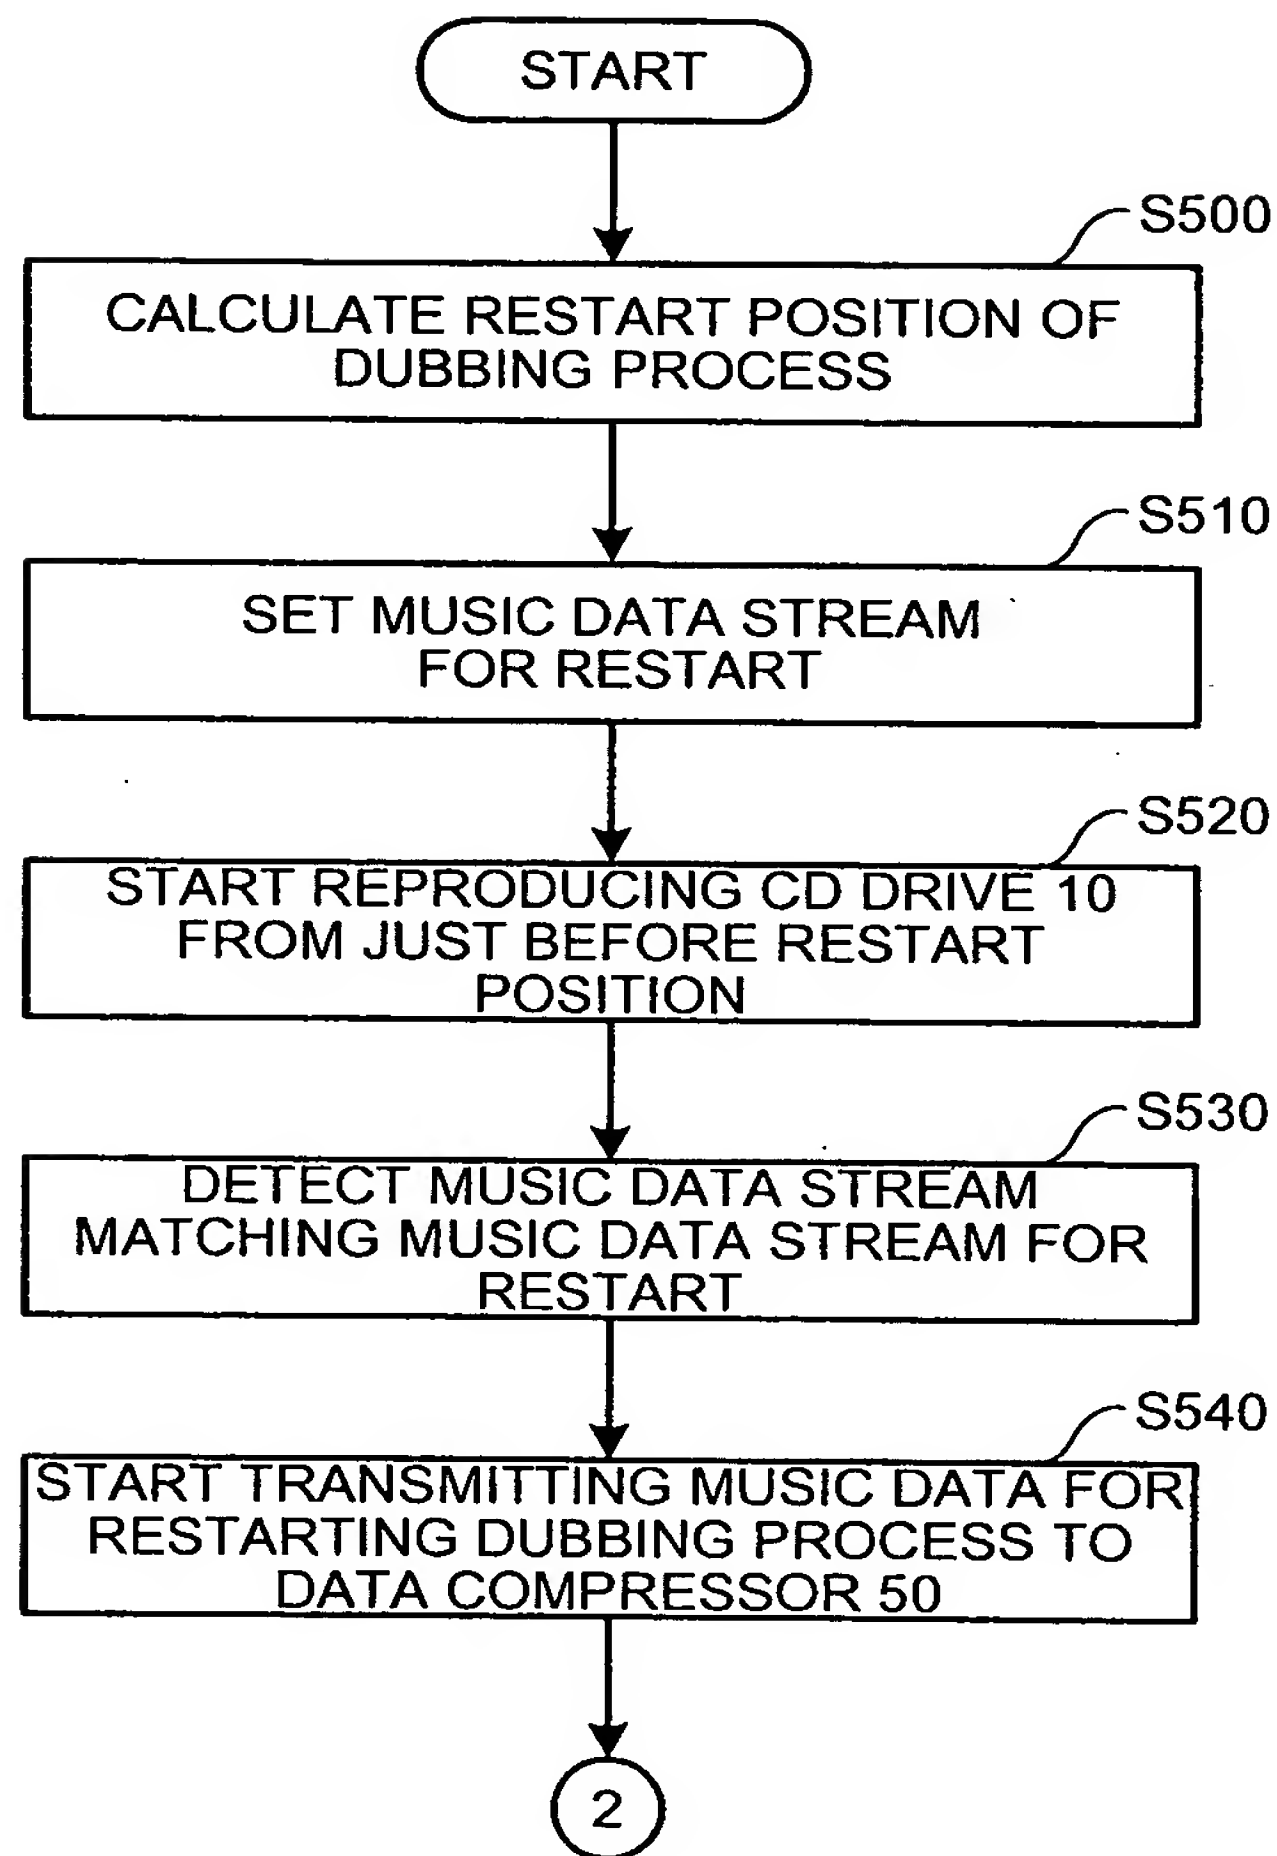 START
S500
CALCULATE RESTART POSITION OF
DUBBING PROCESS
S510
SET MUSIC DATA STREAM
FOR RESTART
S520
START REPRODUCING CD DRIVE 10
FROM JUST BEFORE RESTART
POSITION
S530
DETECT MUSIC DATA STREAM
MATCHING MUSIC DATA STREAM FOR
RESTART
S540
START TRANSMITTING MUSIC DATA FOR
RESTARTING DUBBING PROCESS TO
DATA COMPRESSOR 50
2